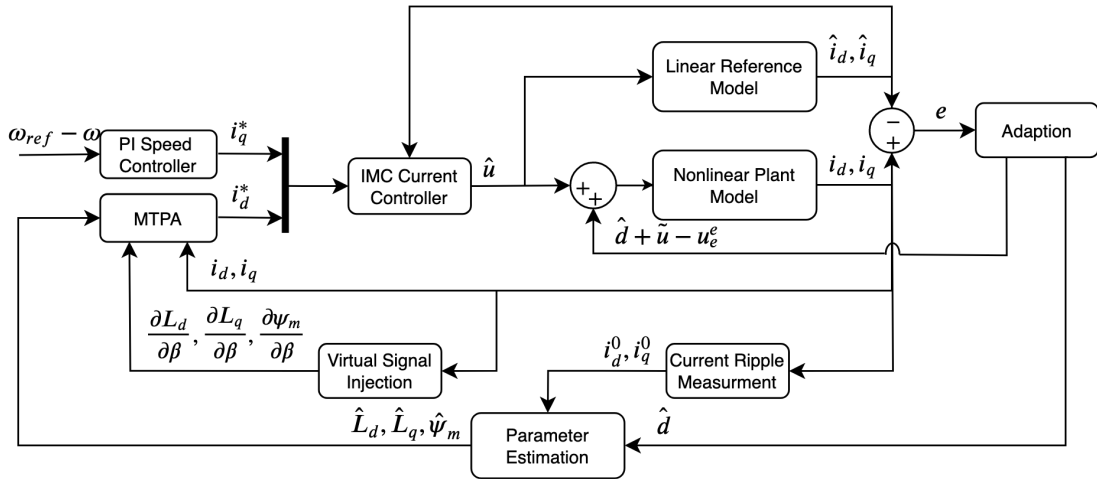 î_d, î_q
Linear Reference
Model
ω_ref − ω
PI Speed
Controller
i_q^*
−
+
e
Adaption
IMC Current
Controller
û
+
+
Nonlinear Plant
Model
i_d, i_q
MTPA
i_d^*
d̂ + ũ − u_e^e
i_d, i_q
∂L_d/∂β, ∂L_q/∂β, ∂ψ_m/∂β
Virtual Signal
Injection
i_d^0, i_q^0
Current Ripple
Measurment
L̂_d, L̂_q, ψ̂_m
Parameter
Estimation
d̂